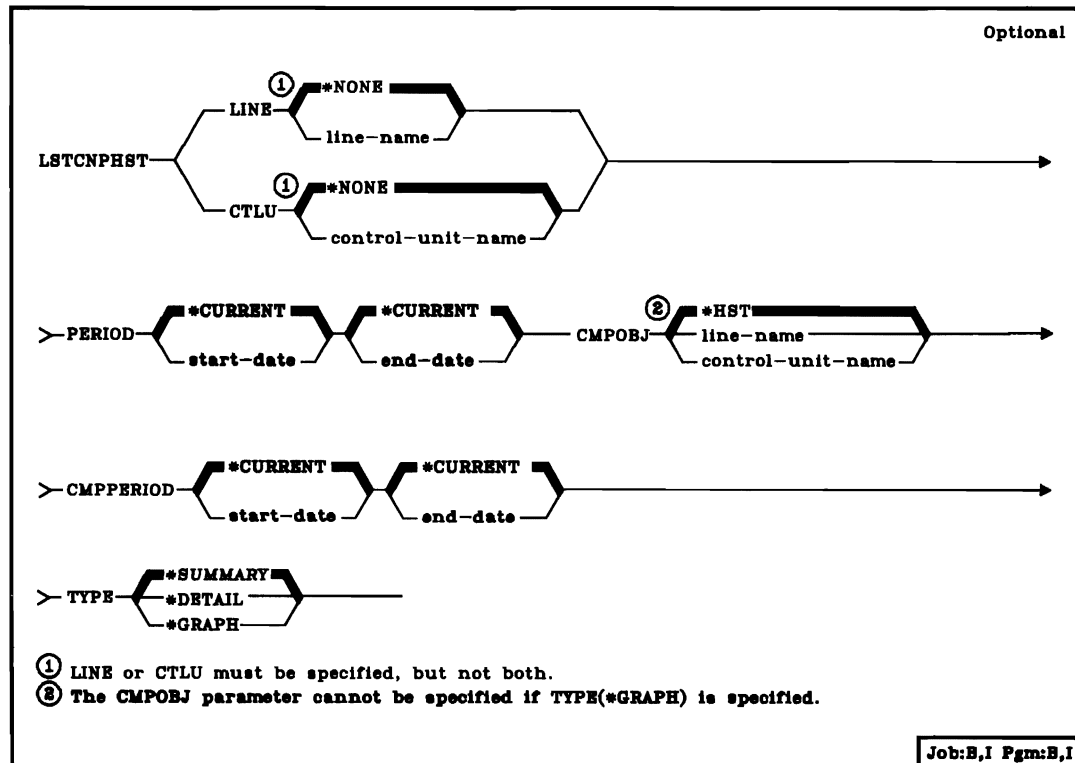 Optional
① *NONE
LINE
line-name
LSTCNPHST
① *NONE
CTLU
control-unit-name
PERIOD *CURRENT *CURRENT CMPOBJ ② *HST
start-date end-date line-name
control-unit-name
CMPPERIOD *CURRENT *CURRENT
start-date end-date
*SUMMARY
TYPE *DETAIL
*GRAPH
① LINE or CTLU must be specified, but not both.
② The CMPOBJ parameter cannot be specified if TYPE(*GRAPH) is specified.
Job:B,I Pgm:B,I